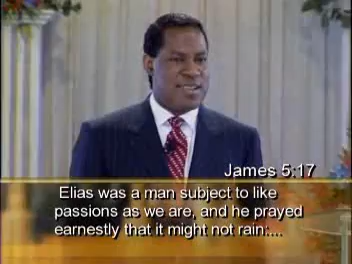 James 5:17
Elias was a man subject to like
passions as we are, and he prayed
earnestly that it might not rain:...